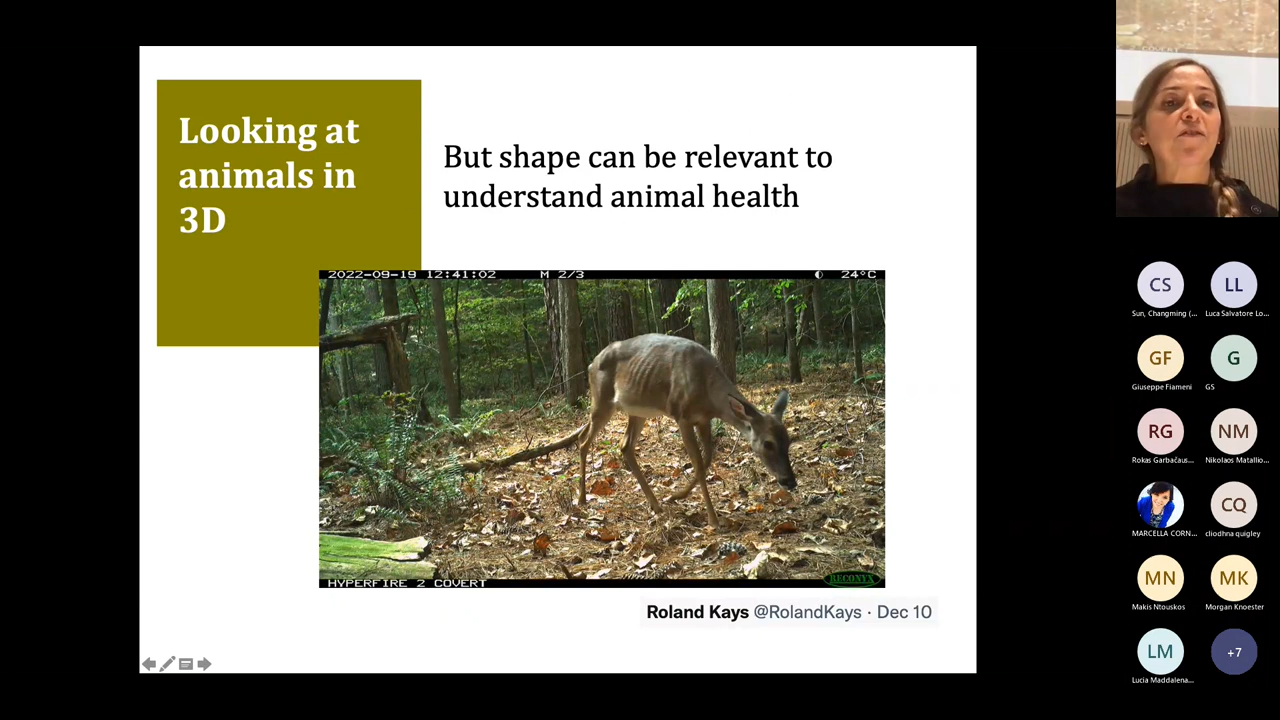 Looking at
animals in
3D
But shape can be relevant to
understand animal health
2022-09-19 12:41:02 M 2/3 24°C
HYPERFIRE 2 COVERT
RECONYX
Roland Kays @RolandKays · Dec 10
CS
LL
Sun, Changming (...
Luca Salvatore Lo...
GF
G
Giuseppe Fiameni
GS
RG
NM
Rokas Garbačaus...
Nikolaos Matallio...
CQ
MARCELLA CORN...
cliodhna quigley
MN
MK
Makis Ntouskos
Morgan Knoester
LM
+7
Lucia Maddalena...